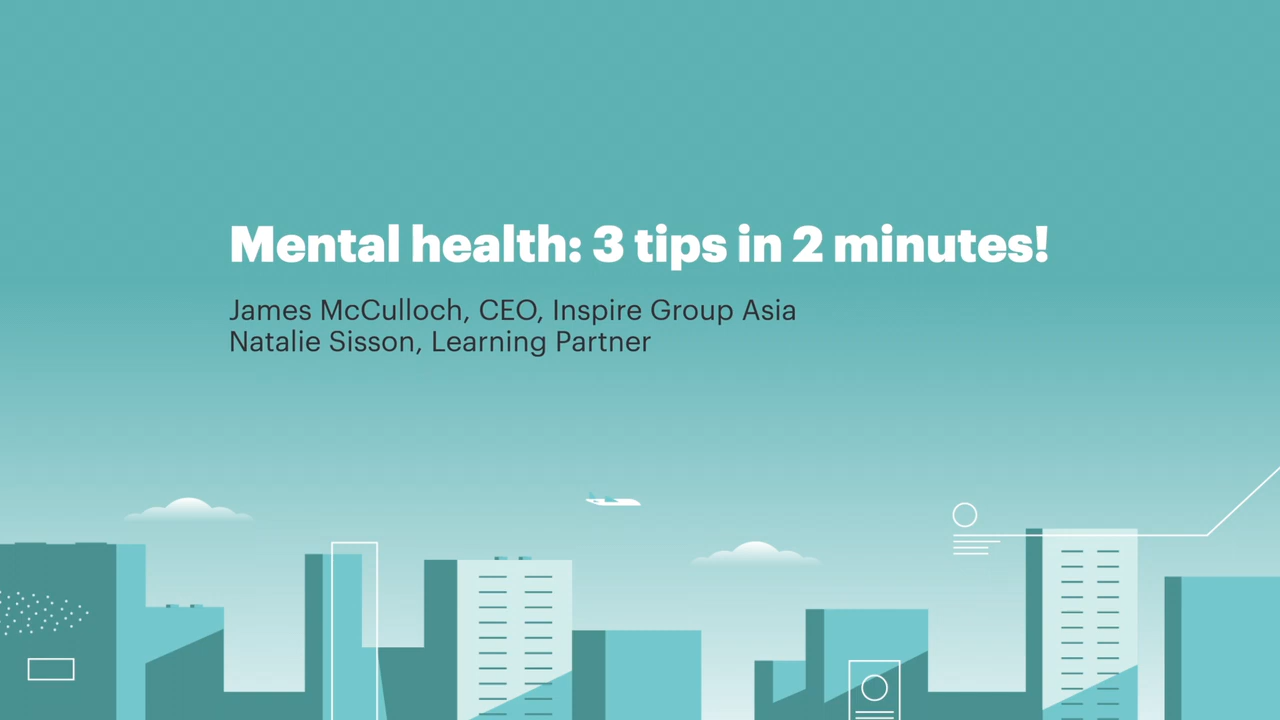 Mental health: 3 tips in 2 minutes!
James McCulloch, CEO, Inspire Group Asia
Natalie Sisson, Learning Partner